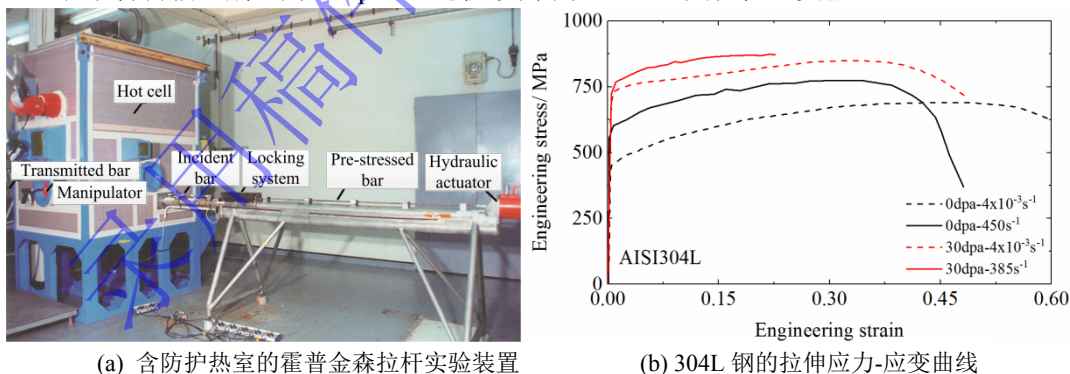 Hot cell
Transmitted bar
Manipulator
Incident bar
Locking system
Pre-stressed bar
Hydraulic actuator
录用稿件
(a) 含防护热室的霍普金森拉杆实验装置
1000
750
500
250
0
Engineering stress/ MPa
0dpa-4x10⁻³s⁻¹
0dpa-450s⁻¹
30dpa-4x10⁻³s⁻¹
30dpa-385s⁻¹
AISI304L
0.00 0.15 0.30 0.45 0.60
Engineering strain
(b) 304L 钢的拉伸应力-应变曲线